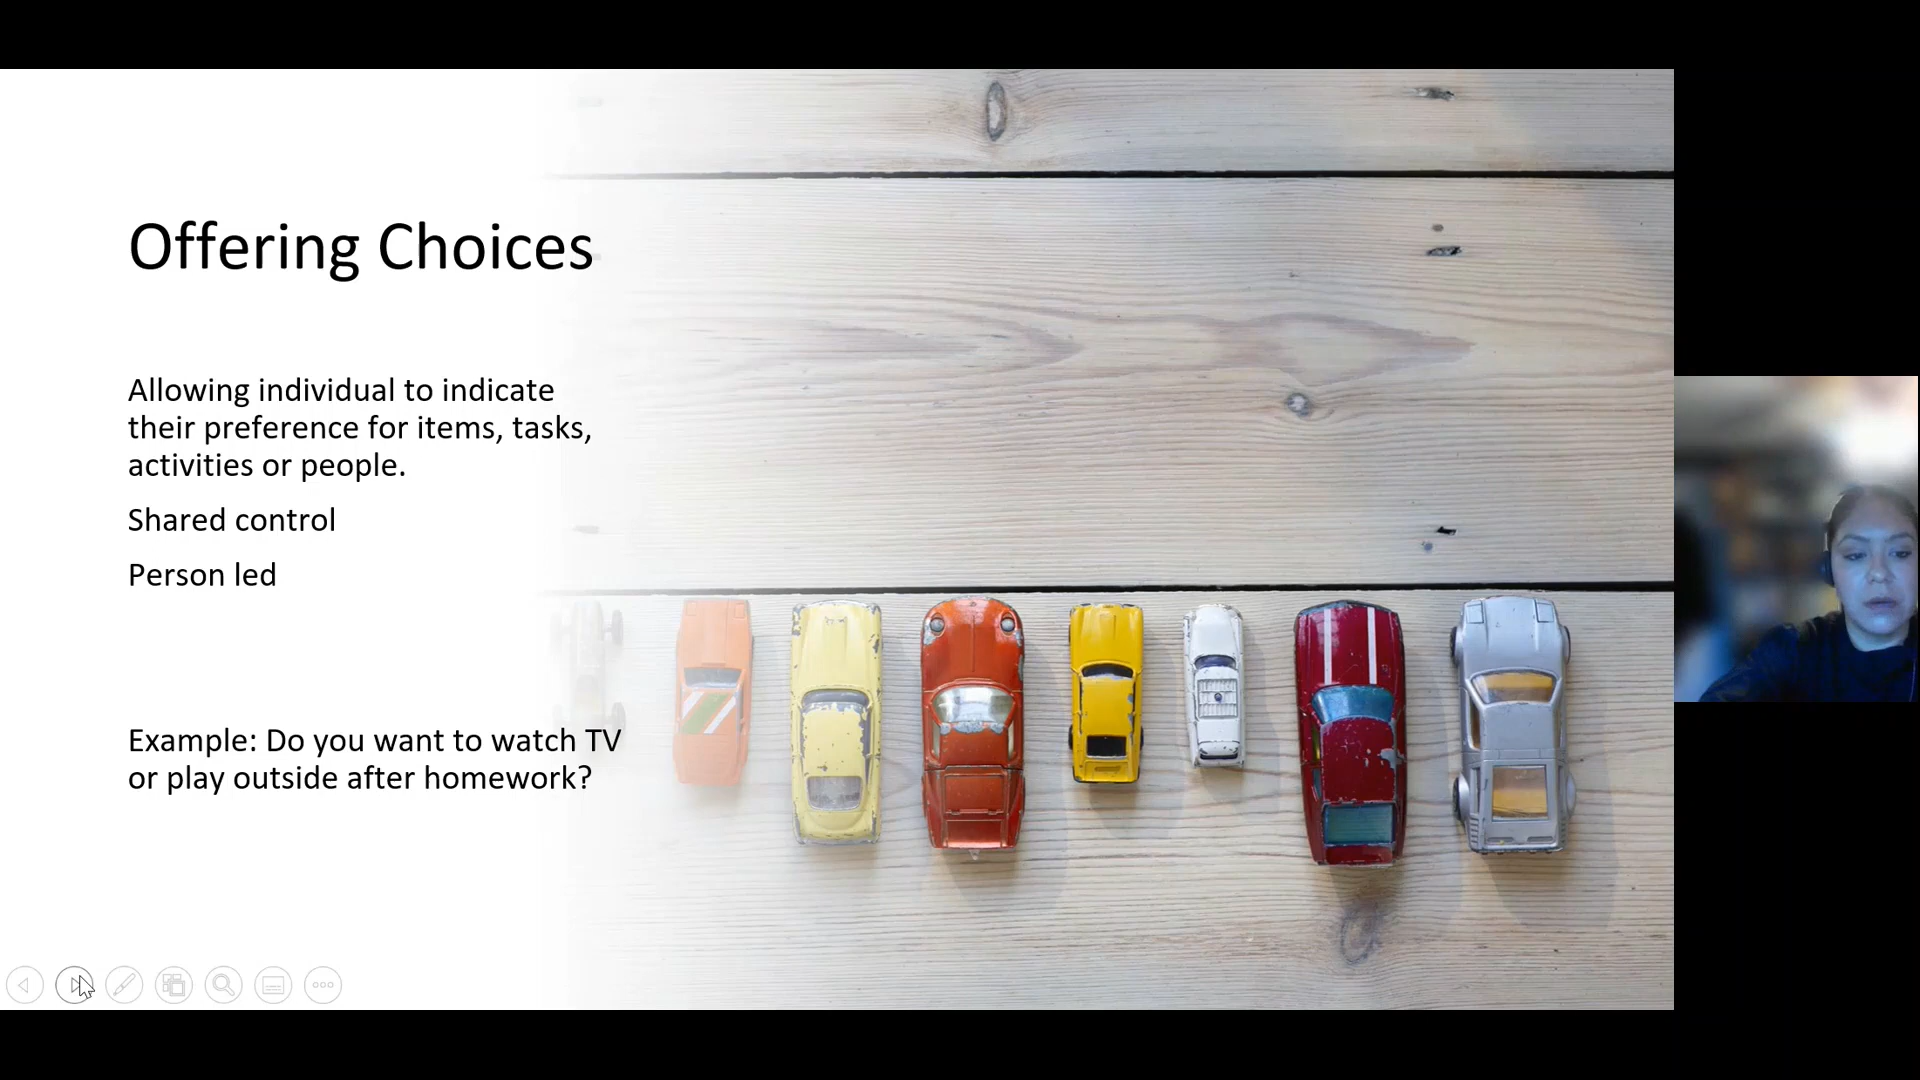 Offering Choices
Allowing individual to indicate
their preference for items, tasks,
activities or people.
Shared control
Person led
Example: Do you want to watch TV
or play outside after homework?